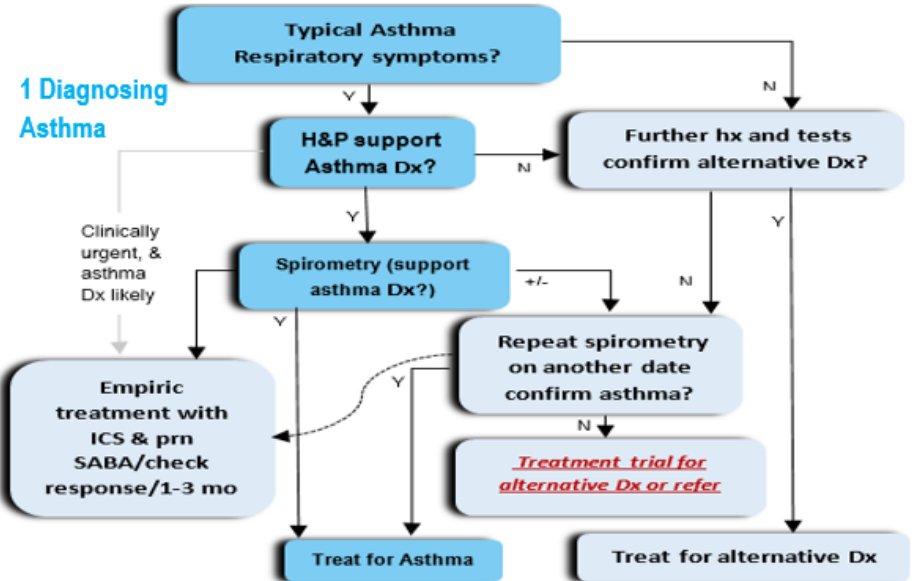 Typical Asthma
Respiratory symptoms?
1 Diagnosing
Asthma
Y
N
H&P support
Asthma Dx?
N
Further hx and tests
confirm alternative Dx?
Y
Clinically
urgent, &
asthma
Dx likely
Spirometry (support
asthma Dx?)
+/-
N
Y
Y
Repeat spirometry
on another date
confirm asthma?
Y
Empiric
treatment with
ICS & prn
SABA/check
response/1-3 mo
N
Treatment trial for
alternative Dx or refer
Treat for Asthma
Treat for alternative Dx